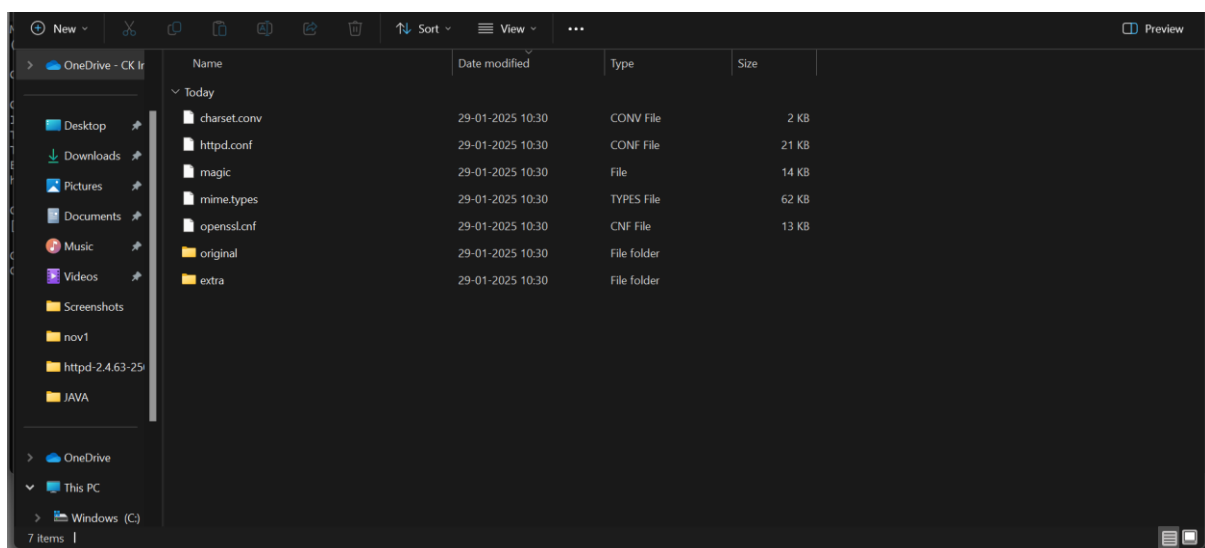 New Sort View ... Preview
OneDrive - CK Ir
Name Date modified Type Size
Today
Desktop
Downloads
Pictures
Documents
Music
Videos
Screenshots
nov1
httpd-2.4.63-25
JAVA
OneDrive
This PC
Windows (C:)
charset.conv 29-01-2025 10:30 CONV File 2 KB
httpd.conf 29-01-2025 10:30 CONF File 21 KB
magic 29-01-2025 10:30 File 14 KB
mime.types 29-01-2025 10:30 TYPES File 62 KB
openssl.cnf 29-01-2025 10:30 CNF File 13 KB
original 29-01-2025 10:30 File folder
extra 29-01-2025 10:30 File folder
7 items